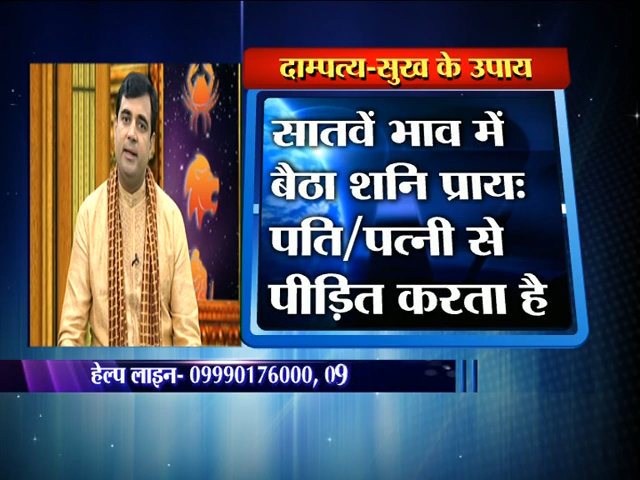 दाम्पत्य-सुख के उपाय
सातवें भाव में
बैठा शनि प्रायः
पति/पत्नी से
पीड़ित करता है
हेल्प लाइन- 09990176000, 09